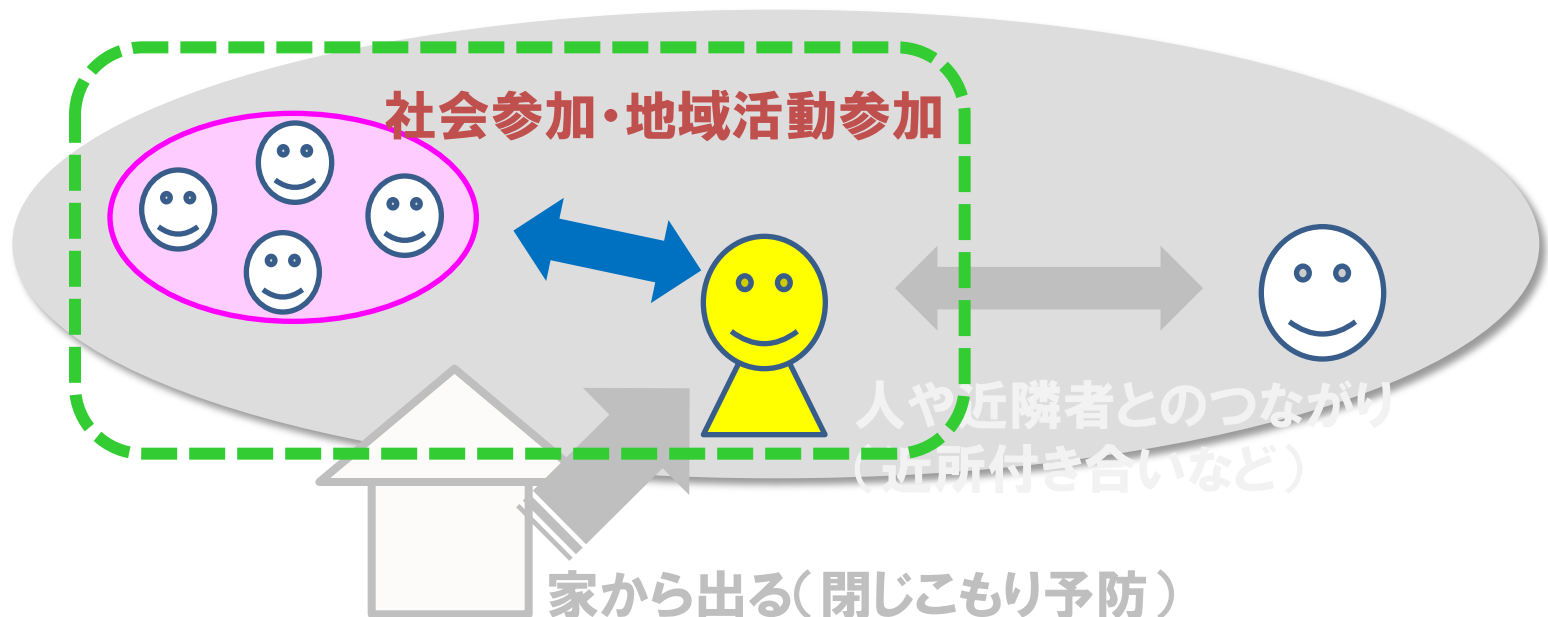 社会参加・地域活動参加
人や近隣者とのつながり
（近所付き合いなど）
家から出る（閉じこもり予防）